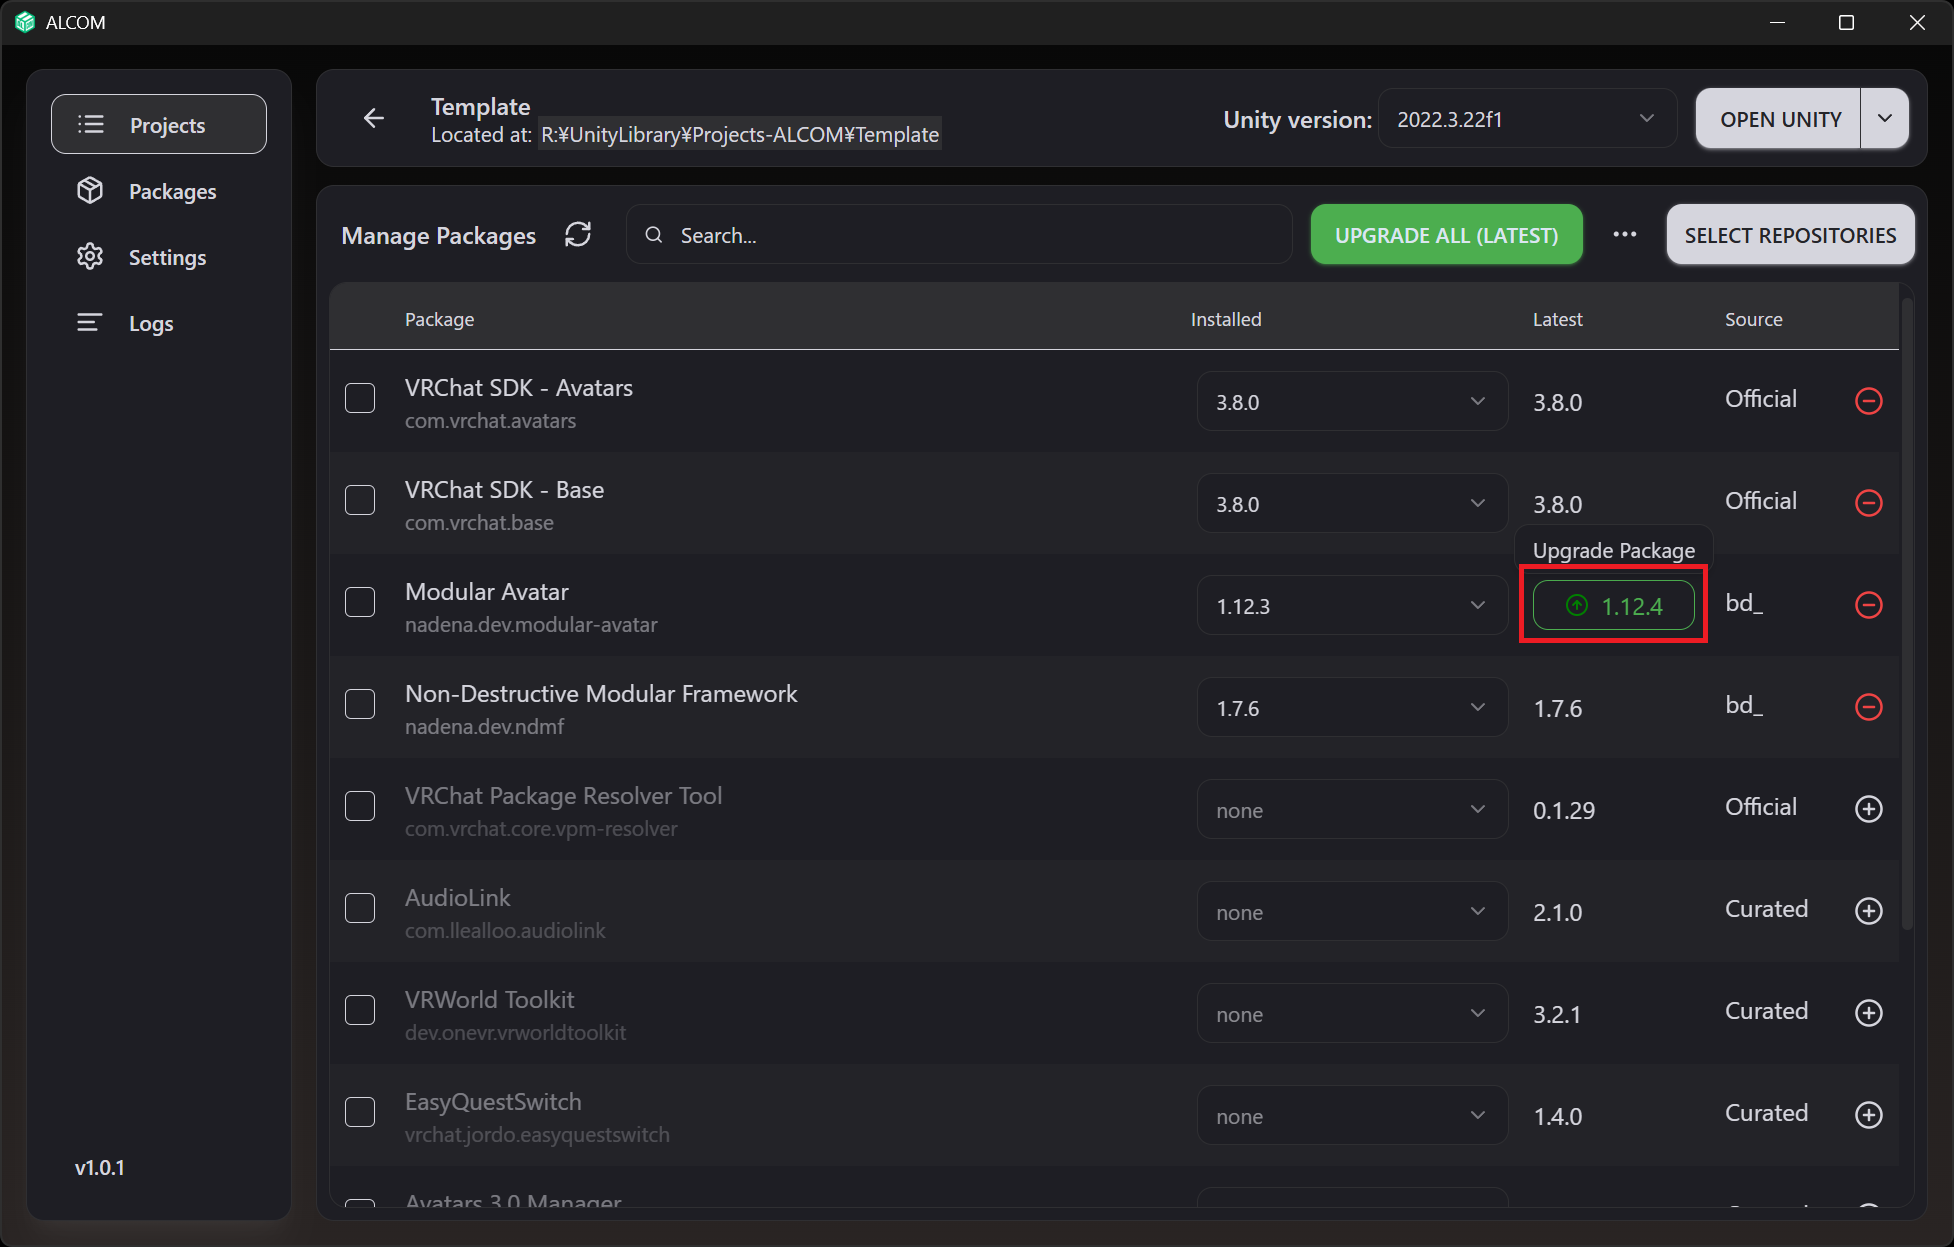 ALCOM
Projects
Packages
Settings
Logs
v1.0.1
Template
Located at: R:¥UnityLibrary¥Projects-ALCOM¥Template
Unity version: 2022.3.22f1
OPEN UNITY
Manage Packages
Search...
UPGRADE ALL (LATEST)
SELECT REPOSITORIES
Package Installed Latest Source
VRChat SDK - Avatars
com.vrchat.avatars
3.8.0 3.8.0 Official
VRChat SDK - Base
com.vrchat.base
3.8.0 3.8.0 Official
Upgrade Package
Modular Avatar
nadena.dev.modular-avatar
1.12.3 1.12.4 bd_
Non-Destructive Modular Framework
nadena.dev.ndmf
1.7.6 1.7.6 bd_
VRChat Package Resolver Tool
com.vrchat.core.vpm-resolver
none 0.1.29 Official
AudioLink
com.llealloo.audiolink
none 2.1.0 Curated
VRWorld Toolkit
dev.onevr.vrworldtoolkit
none 3.2.1 Curated
EasyQuestSwitch
vrchat.jordo.easyquestswitch
none 1.4.0 Curated
Avatars 3.0 Manager